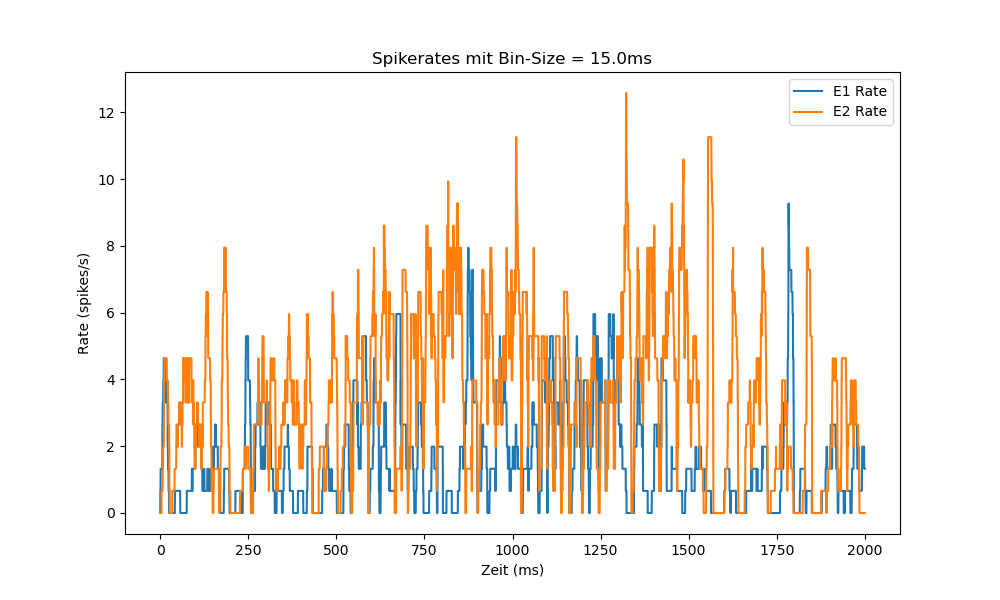 Spikerates mit Bin-Size = 15.0ms
E1 Rate
E2 Rate
Rate (spikes/s)
12
10
8
6
4
2
0
0 250 500 750 1000 1250 1500 1750 2000
Zeit (ms)